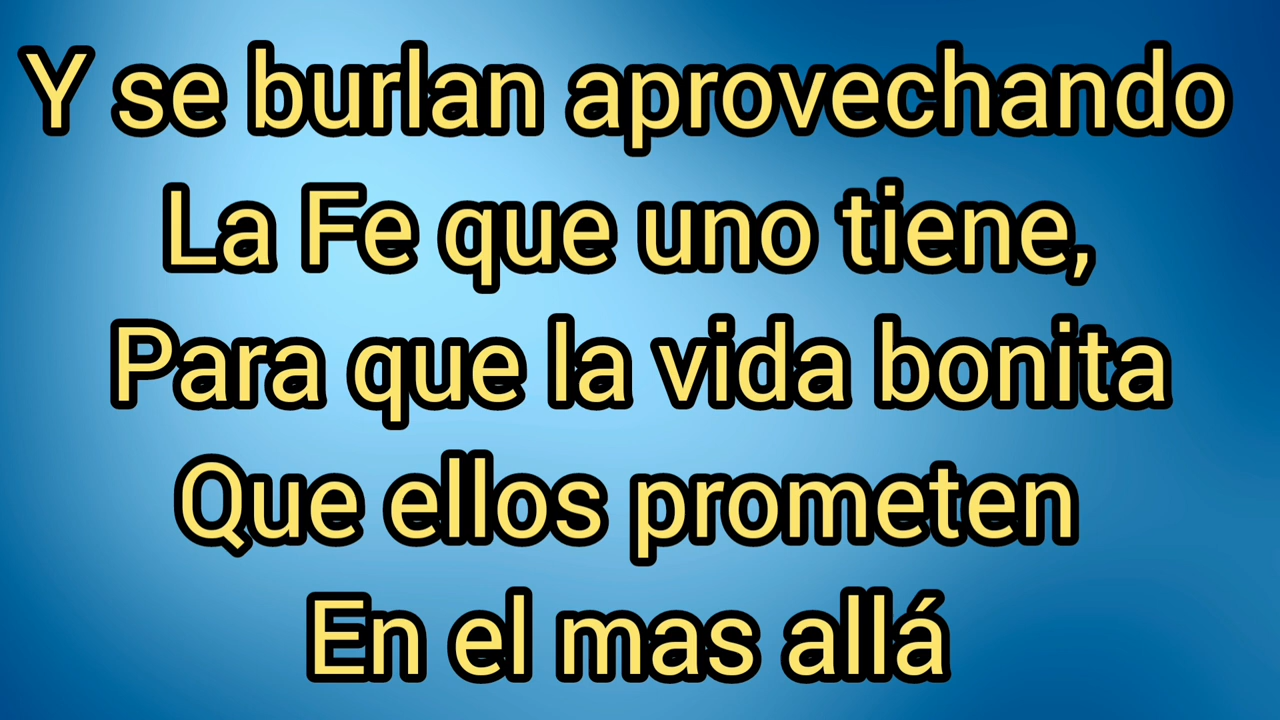 Y se burlan aprovechando
La Fe que uno tiene,
Para que la vida bonita
Que ellos prometen
En el mas allá